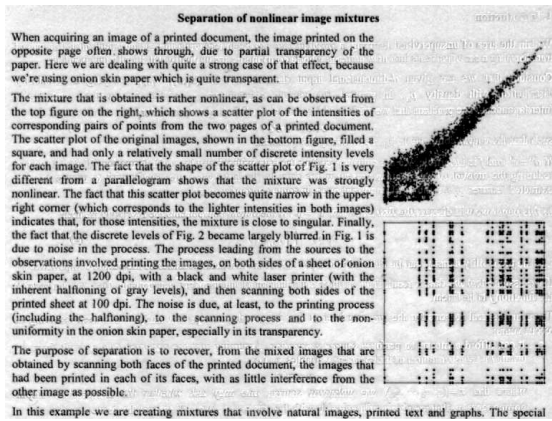 Separation of nonlinear image mixtures
When acquiring an image of a printed document, the image printed on the
opposite page often shows through, due to partial transparency of the
paper. Here we are dealing with quite a strong case of that effect, because
we're using onion skin paper which is quite transparent.
The mixture that is obtained is rather nonlinear, as can be observed from
the top figure on the right, which shows a scatter plot of the intensities of
corresponding pairs of points from the two pages of a printed document.
The scatter plot of the original images, shown in the bottom figure, filled a
square, and had only a relatively small number of discrete intensity levels
for each image. The fact that the shape of the scatter plot of Fig. 1 is very
different from a parallelogram shows that the mixture was strongly
nonlinear. The fact that this scatter plot becomes quite narrow in the upper-
right corner (which corresponds to the lighter intensities in both images)
indicates that, for those intensities, the mixture is close to singular. Finally,
the fact that the discrete levels of Fig. 2 became largely blurred in Fig. 1 is
due to noise in the process. The process leading from the sources to the
observations involved printing the images, on both sides of a sheet of onion
skin paper, at 1200 dpi, with a black and white laser printer (with the
inherent halftoning of gray levels), and then scanning both sides of the
printed sheet at 100 dpi. The noise is due, at least, to the printing process
(including the halftoning), to the scanning process and to the non-
uniformity in the onion skin paper, especially in its transparency.
The purpose of separation is to recover, from the mixed images that are
obtained by scanning both faces of the printed document, the images that
had been printed in each of its faces, with as little interference from the
other image as possible.
In this example we are creating mixtures that involve natural images, printed text and graphs. The special